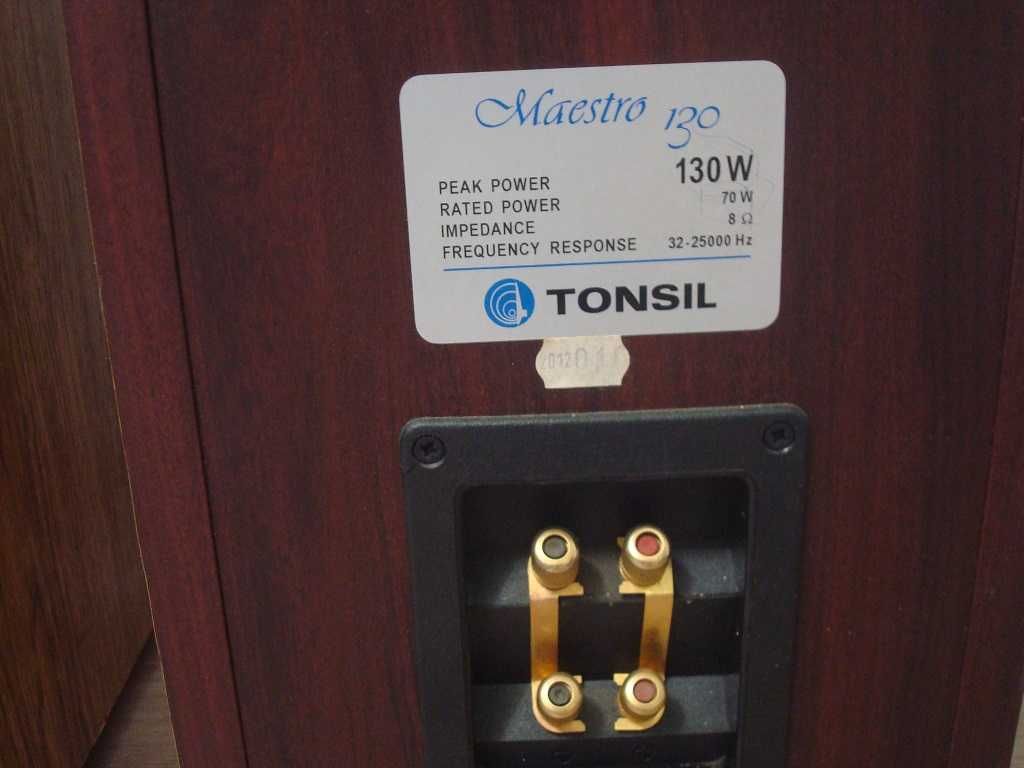 Maestro 130
PEAK POWER 130 W
RATED POWER 70 W
IMPEDANCE 8 Ω
FREQUENCY RESPONSE 32-25000 Hz
TONSIL